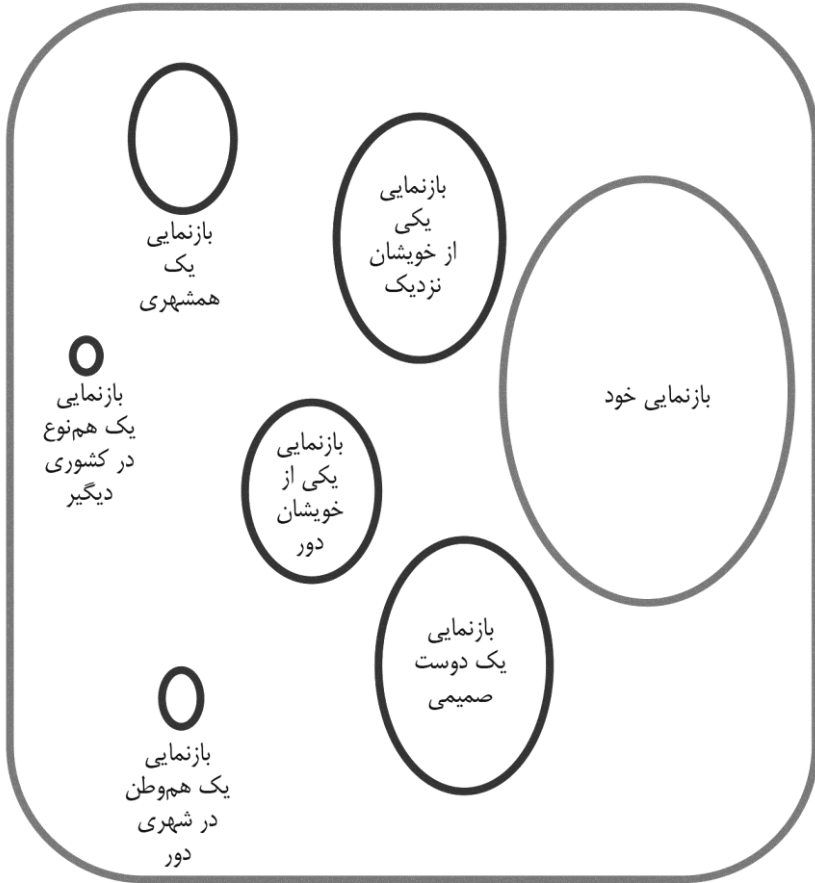 بازنمایی خود
بازنمایی
یکی
از خویشان
نزدیک
بازنمایی
یک
همشهری
بازنمایی
یک هم‌نوع
در کشوری
دیگیر
بازنمایی
یکی از
خویشان
دور
بازنمایی
یک دوست
صمیمی
بازنمایی
یک هم‌وطن
در شهری
دور